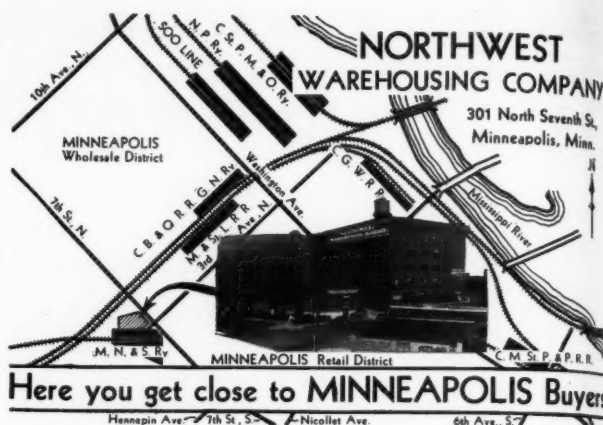 NORTHWEST
WAREHOUSING COMPANY
301 North Seventh St.,
Minneapolis, Minn.
N
10th Ave., N.
SOO LINE
N. P. Ry.
C. St. P. M. & O. Ry.
MINNEAPOLIS
Wholesale District
Washington Ave.
C. G. W. R. R.
Mississippi River
7th St., N
C. B. & Q. R. R. G. N. Ry
M. & St. L. R. R.
3rd Ave. N.
M. N. & S. Ry
MINNEAPOLIS Retail District
C. M. St. P. & P. R. R.
Here you get close to MINNEAPOLIS Buyers
Hennepin Ave. 7th St., S. Nicollet Ave. 6th Ave., S.